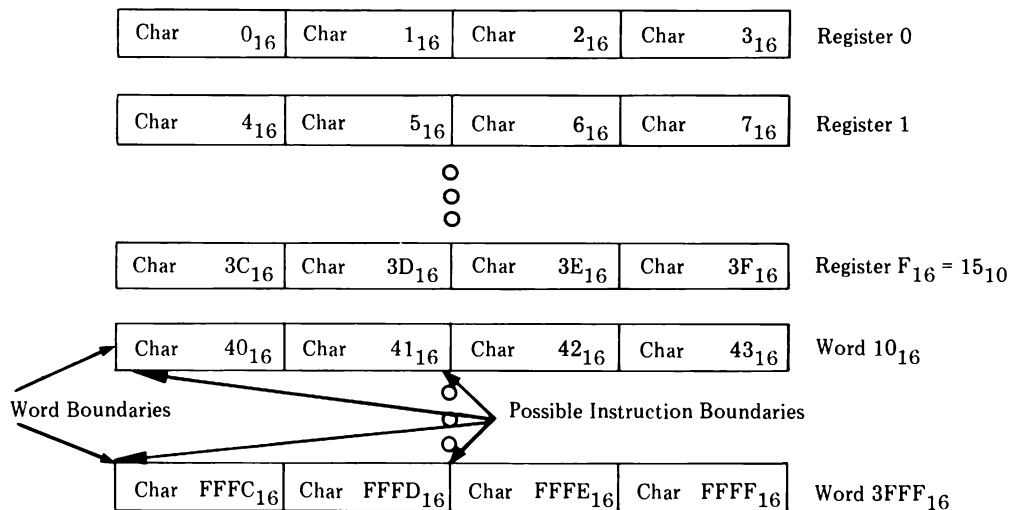 Char 0₁₆ Char 1₁₆ Char 2₁₆ Char 3₁₆ Register 0
Char 4₁₆ Char 5₁₆ Char 6₁₆ Char 7₁₆ Register 1
Char 3C₁₆ Char 3D₁₆ Char 3E₁₆ Char 3F₁₆ Register F₁₆ = 15₁₀
Char 40₁₆ Char 41₁₆ Char 42₁₆ Char 43₁₆ Word 10₁₆
Word Boundaries Possible Instruction Boundaries
Char FFFC₁₆ Char FFFD₁₆ Char FFFE₁₆ Char FFFF₁₆ Word 3FFF₁₆